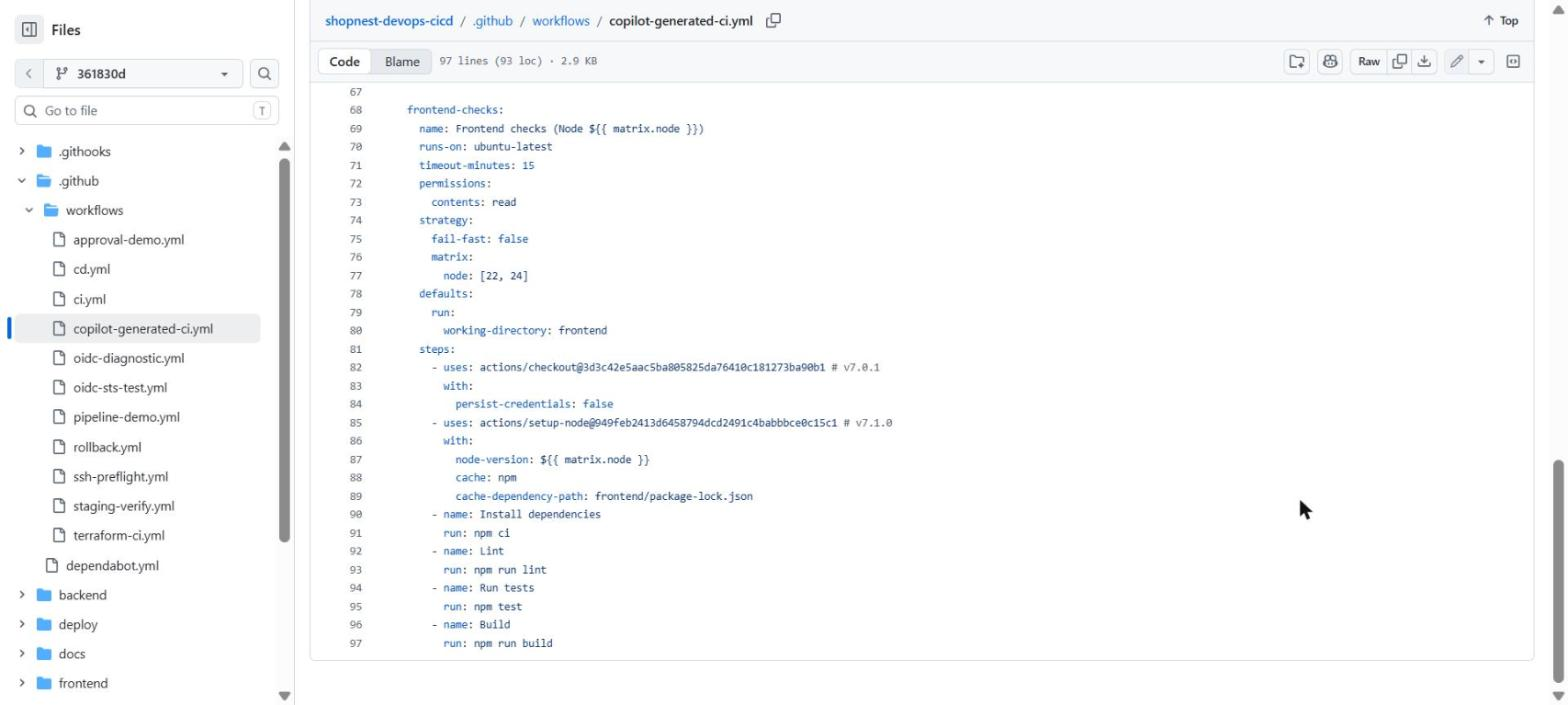 Files
361830d
Go to file
T
.githooks
.github
workflows
approval-demo.yml
cd.yml
ci.yml
copilot-generated-ci.yml
oidc-diagnostic.yml
oidc-sts-test.yml
pipeline-demo.yml
rollback.yml
ssh-preflight.yml
staging-verify.yml
terraform-ci.yml
dependabot.yml
backend
deploy
docs
frontend
shopnest-devops-cicd / .github / workflows / copilot-generated-ci.yml
Top
Code Blame 97 lines (93 loc) · 2.9 KB
Raw
67
68 frontend-checks:
69 name: Frontend checks (Node ${{ matrix.node }})
70 runs-on: ubuntu-latest
71 timeout-minutes: 15
72 permissions:
73 contents: read
74 strategy:
75 fail-fast: false
76 matrix:
77 node: [22, 24]
78 defaults:
79 run:
80 working-directory: frontend
81 steps:
82 - uses: actions/checkout@3d3c42e5aac5ba805825da76410c181273ba90b1 # v7.0.1
83 with:
84 persist-credentials: false
85 - uses: actions/setup-node@949feb2413d6458794dcd2491c4babbbce0c15c1 # v7.1.0
86 with:
87 node-version: ${{ matrix.node }}
88 cache: npm
89 cache-dependency-path: frontend/package-lock.json
90 - name: Install dependencies
91 run: npm ci
92 - name: Lint
93 run: npm run lint
94 - name: Run tests
95 run: npm test
96 - name: Build
97 run: npm run build